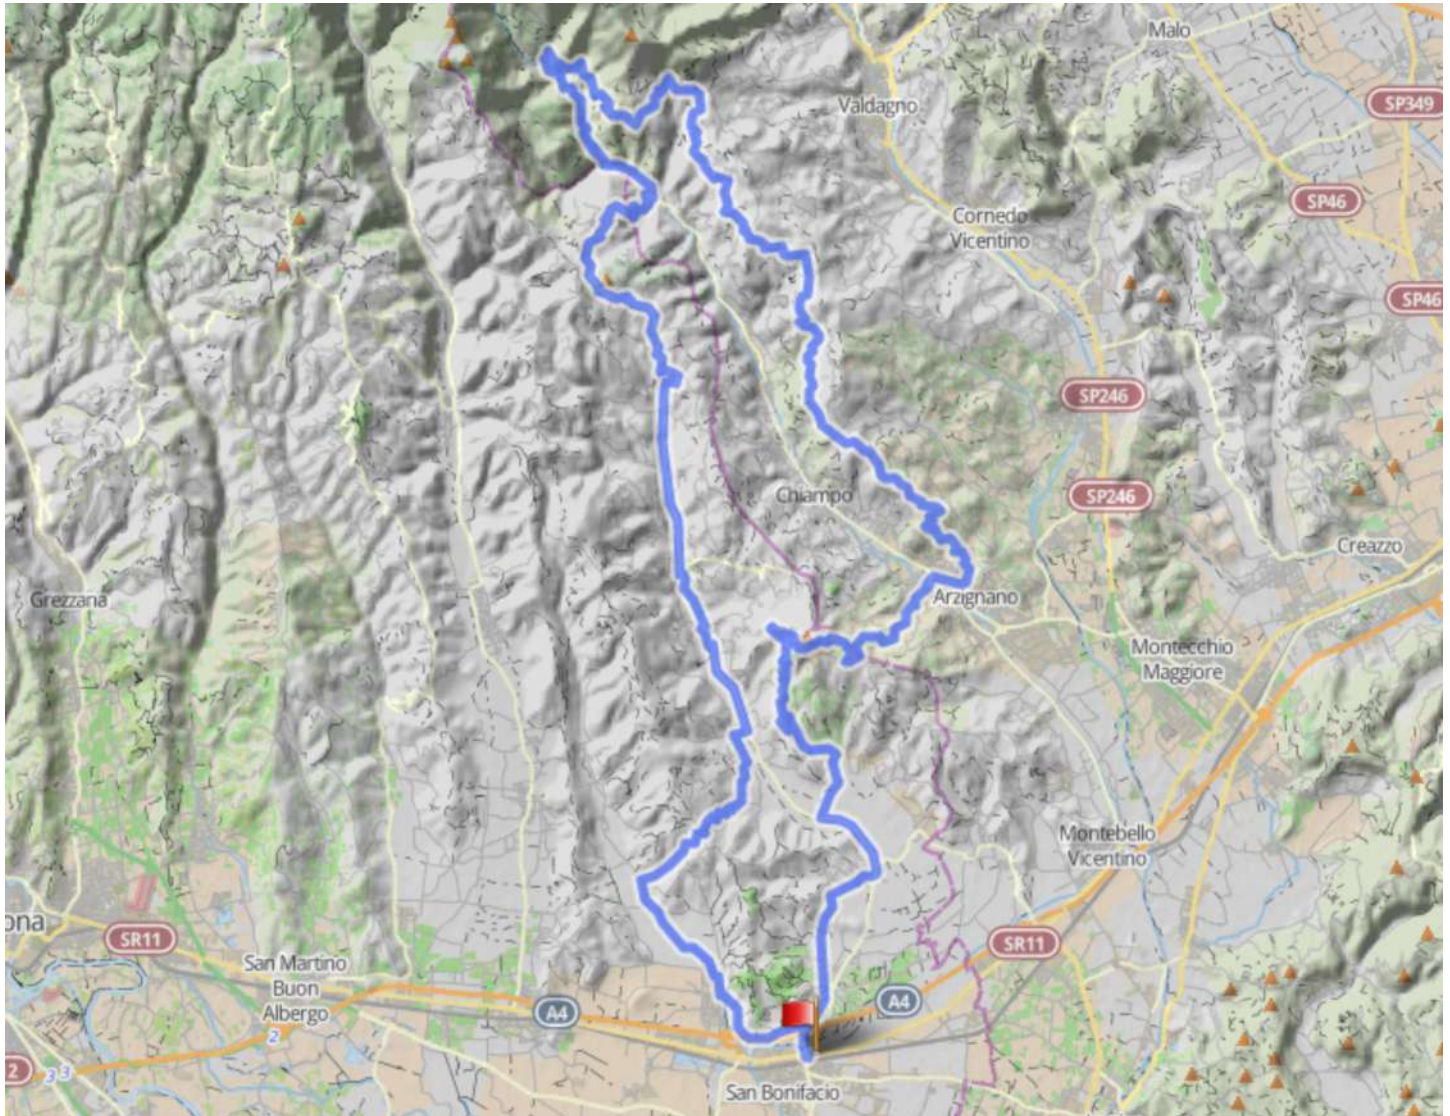 Malo
SP349
Valdagno
SP46
Cornedo
Vicentino
SP46
SP246
Chiampo
SP246
Creazzo
Grezzana
Arzignano
Montecchio
Maggiore
Montebello
Vicentino
ona
SR11
SR11
San Martino
Buon
Albergo
A4
A4
2
2
3 3
San Bonifacio